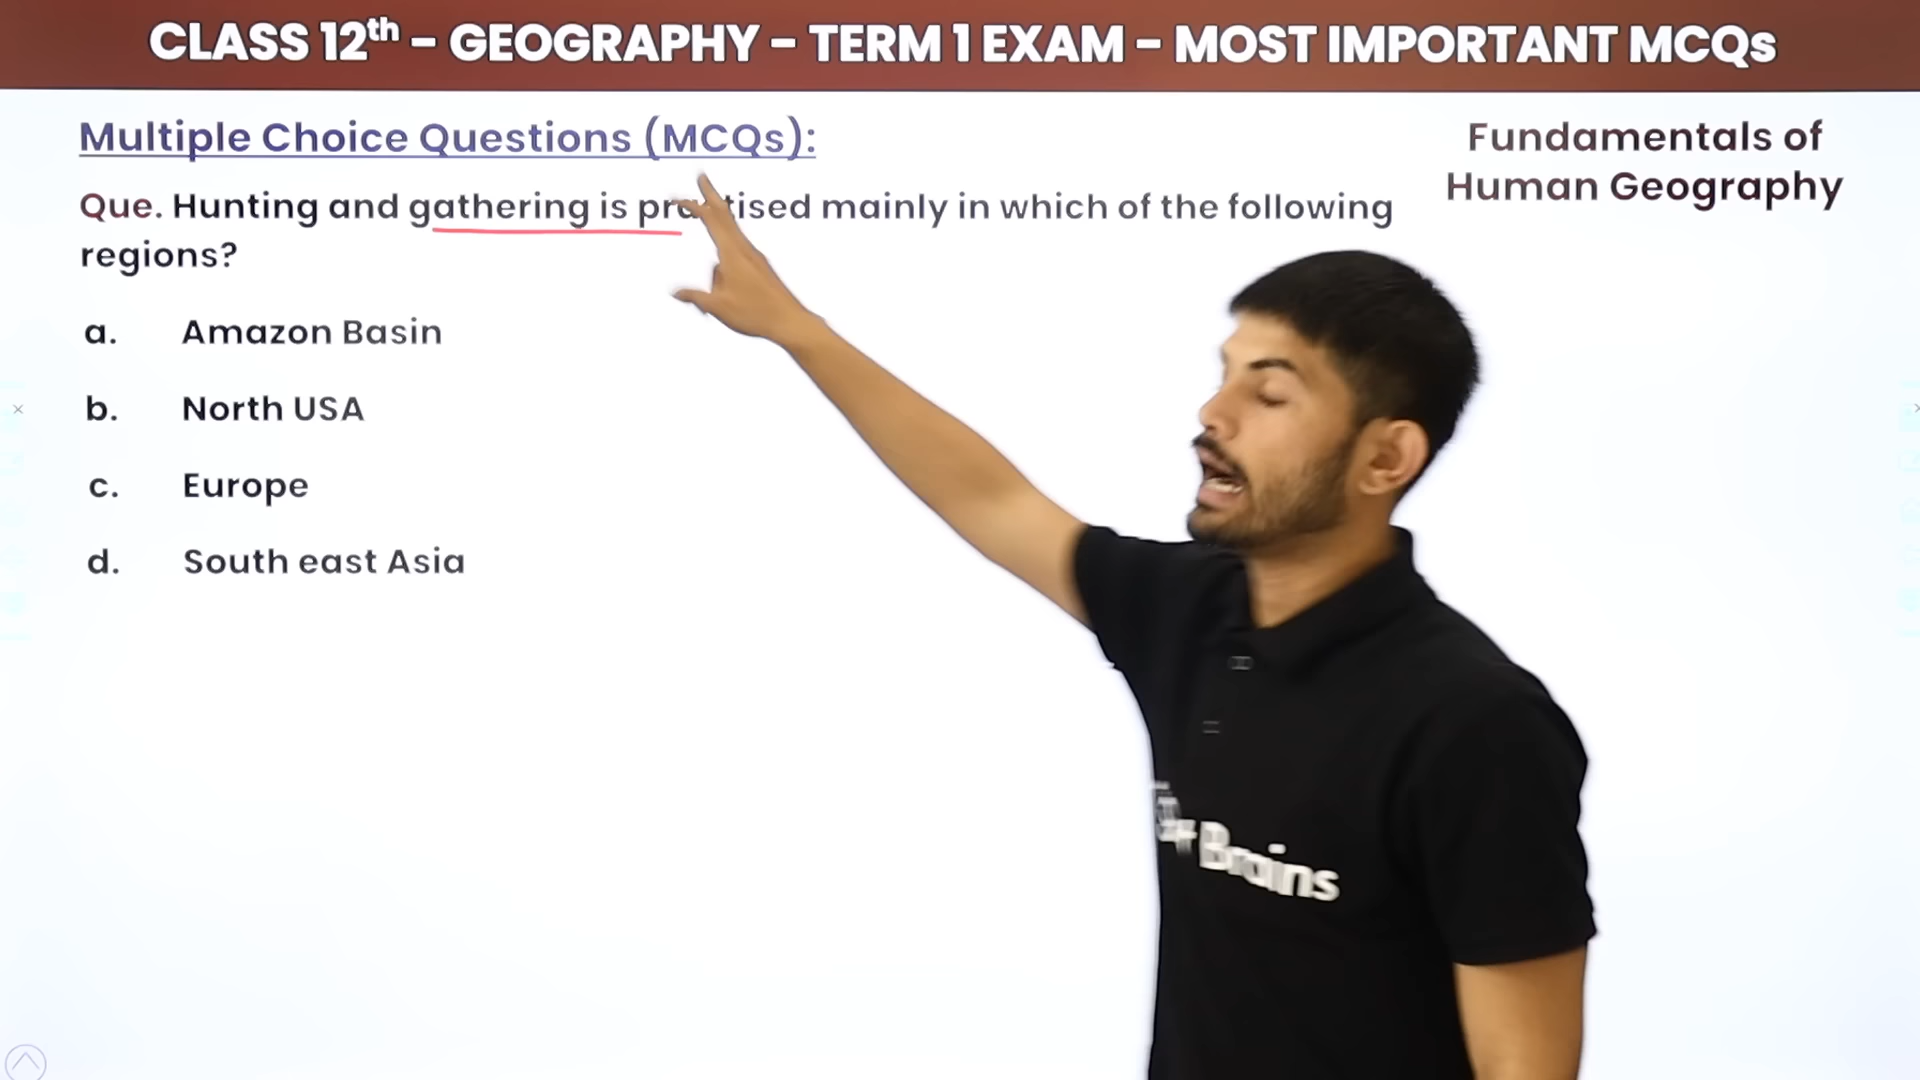 CLASS 12th - GEOGRAPHY - TERM 1 EXAM - MOST IMPORTANT MCQs
Multiple Choice Questions (MCQs):
Fundamentals of
Human Geography
Que. Hunting and gathering is practised mainly in which of the following
regions?
a. Amazon Basin
b. North USA
c. Europe
d. South east Asia
Brains